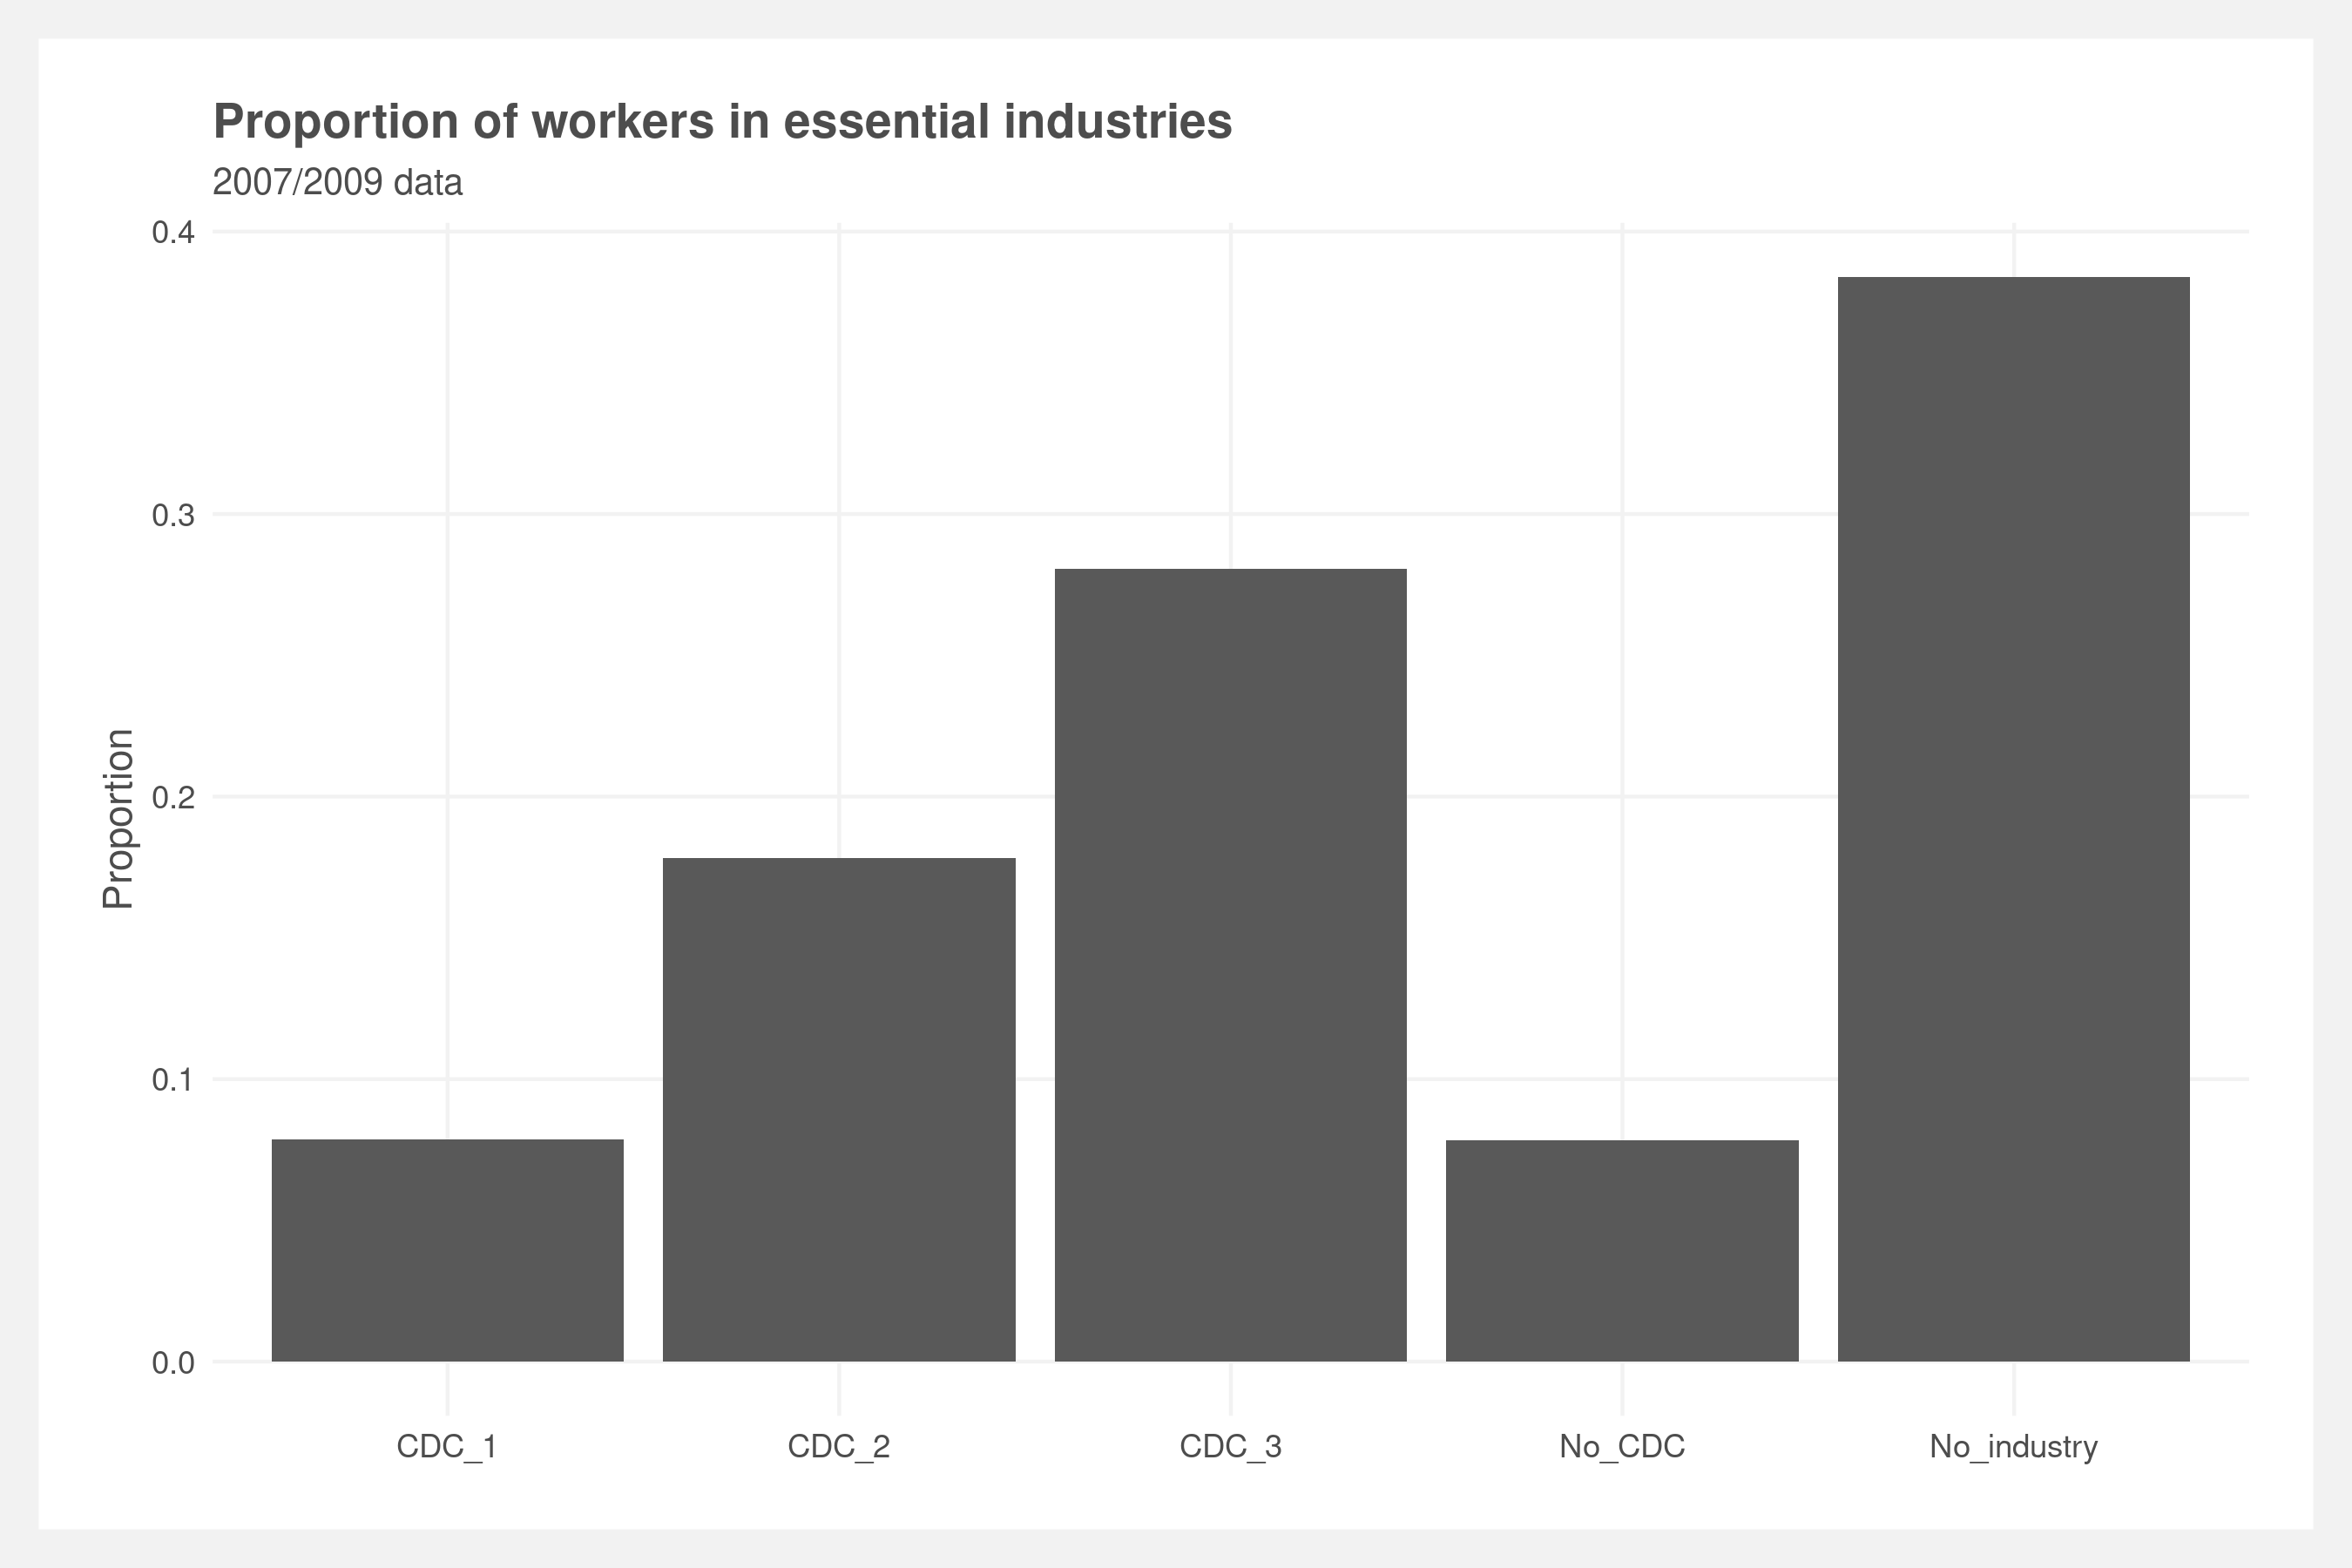 Proportion of workers in essential industries
2007/2009 data
0.4
0.3
0.2
0.1
0.0
Proportion
CDC_1 CDC_2 CDC_3 No_CDC No_industry